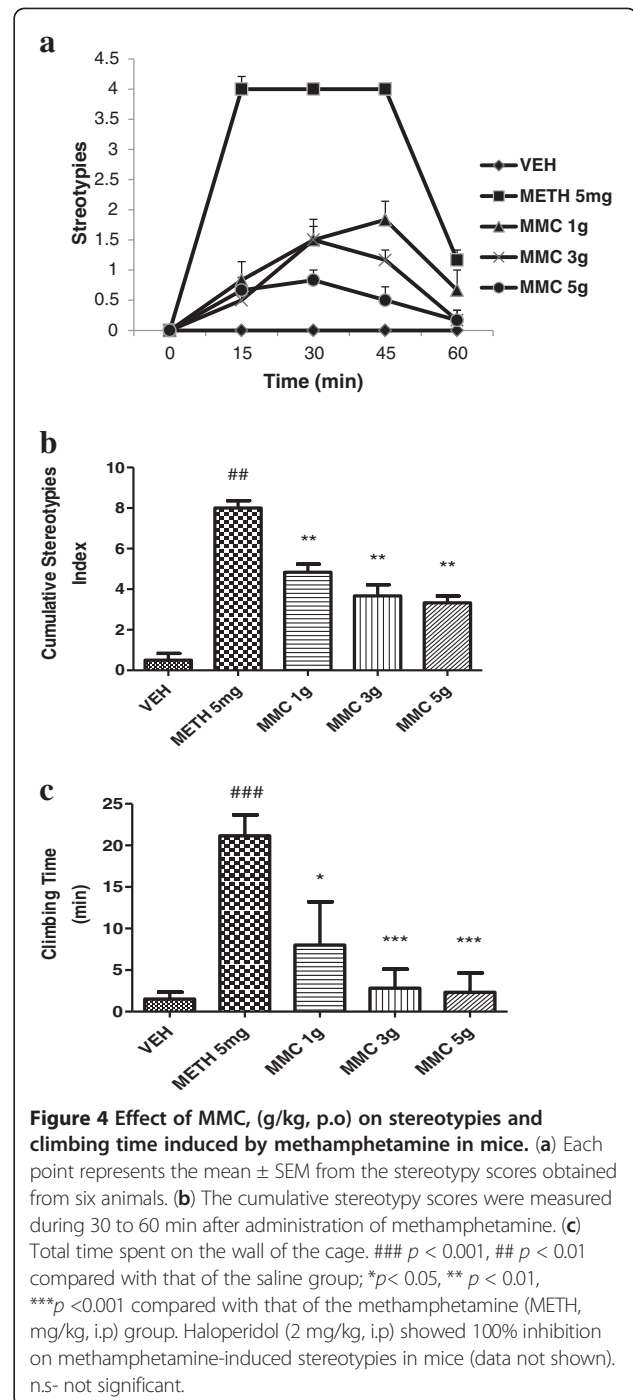 a
4.5
4
3.5
3
2.5
2
1.5
1
0.5
0
Streotypies
0 15 30 45 60
Time (min)
VEH
METH 5mg
MMC 1g
MMC 3g
MMC 5g
b
Cumulative Stereotypies
Index
10
8
6
4
2
0
##
**
**
**
VEH
METH 5mg
MMC 1g
MMC 3g
MMC 5g
c
Climbing Time
(min)
25
20
15
10
5
0
###
*
***
***
VEH
METH 5mg
MMC 1g
MMC 3g
MMC 5g
Figure 4 Effect of MMC, (g/kg, p.o) on stereotypies and
climbing time induced by methamphetamine in mice. (a) Each
point represents the mean ± SEM from the stereotypy scores obtained
from six animals. (b) The cumulative stereotypy scores were measured
during 30 to 60 min after administration of methamphetamine. (c)
Total time spent on the wall of the cage. ### p < 0.001, ## p < 0.01
compared with that of the saline group; *p< 0.05, ** p < 0.01,
***p <0.001 compared with that of the methamphetamine (METH,
mg/kg, i.p) group. Haloperidol (2 mg/kg, i.p) showed 100% inhibition
on methamphetamine-induced stereotypies in mice (data not shown).
n.s- not significant.